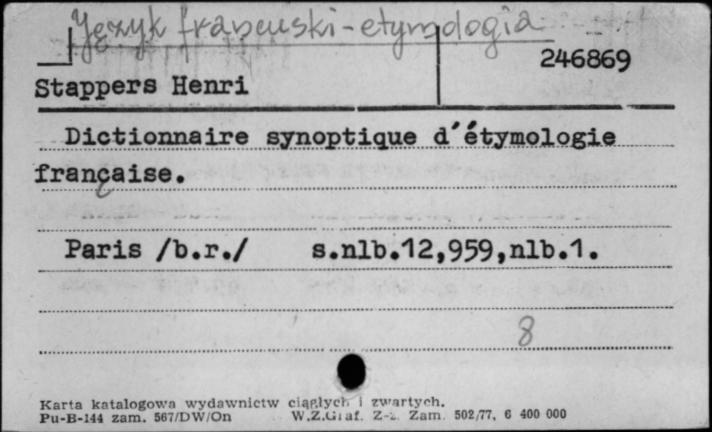 Język francuski - etymologia
246869
Stappers Henri
Dictionnaire synoptique d'étymologie
française.
Paris /b.r./ s.nlb.12,959,nlb.1.
8
Karta katalogowa wydawnictw ciągłych i zwartych.
Pu-B-144 zam. 567/DW/On W.Z.Graf. Z-2. Zam. 502/77, 6 400 000